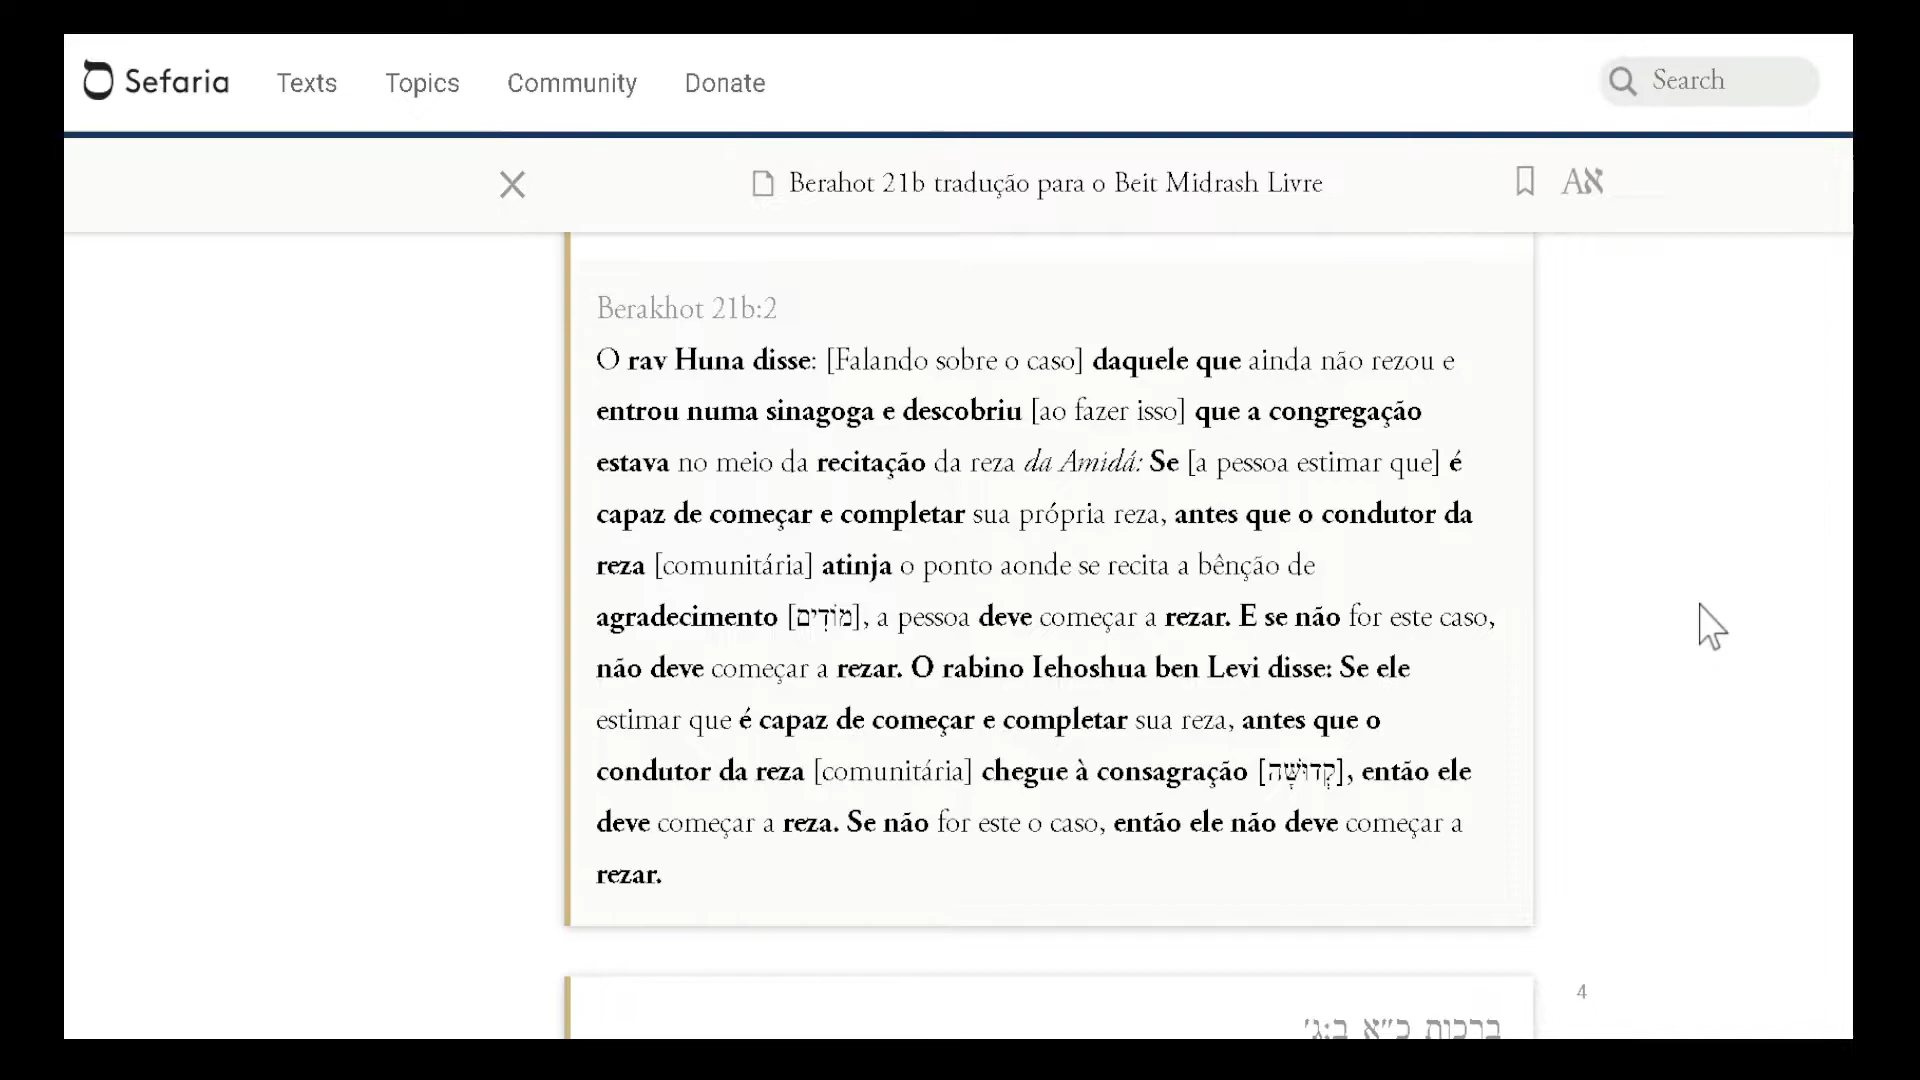 Sefaria Texts Topics Community Donate Search
Berahot 21b tradução para o Beit Midrash Livre Aא
Berakhot 21b:2
O rav Huna disse: [Falando sobre o caso] daquele que ainda não rezou e
entrou numa sinagoga e descobriu [ao fazer isso] que a congregação
estava no meio da recitação da reza da Amidá: Se [a pessoa estimar que] é
capaz de começar e completar sua própria reza, antes que o condutor da
reza [comunitária] atinja o ponto aonde se recita a bênção de
agradecimento [מוֹדִים], a pessoa deve começar a rezar. E se não for este caso,
não deve começar a rezar. O rabino Iehoshua ben Levi disse: Se ele
estimar que é capaz de começar e completar sua reza, antes que o
condutor da reza [comunitária] chegue à consagração [קְדוּשָּׁה], então ele
deve começar a reza. Se não for este o caso, então ele não deve começar a
rezar.
4
ברכות כ״א ב:ג׳